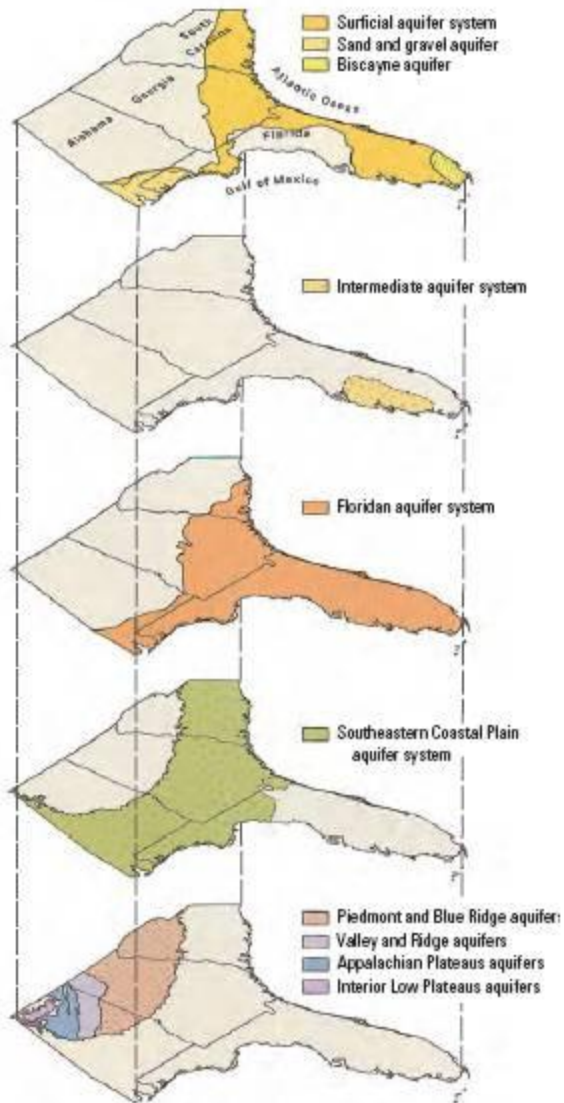 Surficial aquifer system
Sand and gravel aquifer
Biscayne aquifer
South
Carolina
Georgia
Alabama
Atlantic Ocean
Florida
Gulf of Mexico
Intermediate aquifer system
Floridan aquifer system
Southeastern Coastal Plain
aquifer system
Piedmont and Blue Ridge aquifers
Valley and Ridge aquifers
Appalachian Plateaus aquifers
Interior Low Plateaus aquifers